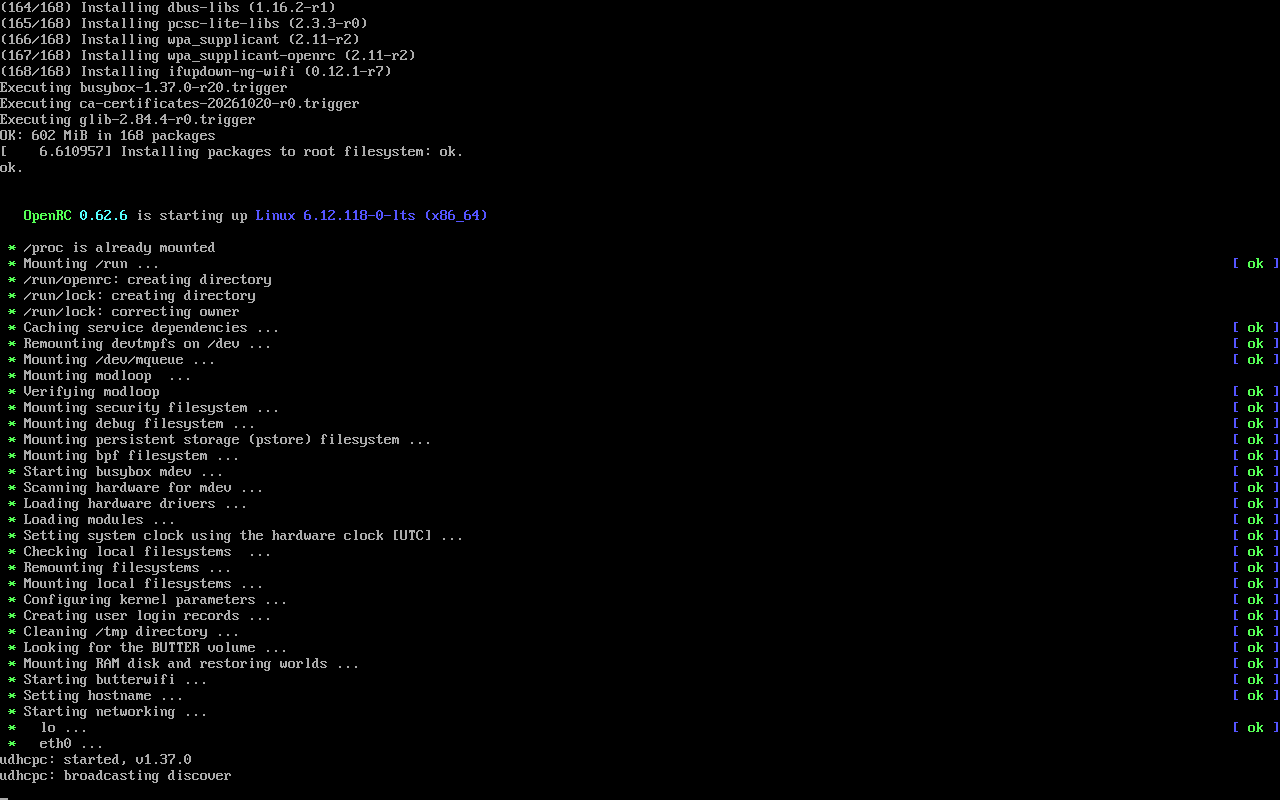 (164/168) Installing dbus-libs (1.16.2-r1)
(165/168) Installing pcsc-lite-libs (2.3.3-r0)
(166/168) Installing wpa_supplicant (2.11-r2)
(167/168) Installing wpa_supplicant-openrc (2.11-r2)
(168/168) Installing ifupdown-ng-wifi (0.12.1-r7)
Executing busybox-1.37.0-r20.trigger
Executing ca-certificates-20261020-r0.trigger
Executing glib-2.84.4-r0.trigger
OK: 602 MiB in 168 packages
[    6.610957] Installing packages to root filesystem: ok.
ok.
OpenRC 0.62.6 is starting up Linux 6.12.118-0-lts (x86_64)
* /proc is already mounted
* Mounting /run ... [ ok ]
* /run/openrc: creating directory
* /run/lock: creating directory
* /run/lock: correcting owner
* Caching service dependencies ... [ ok ]
* Remounting devtmpfs on /dev ... [ ok ]
* Mounting /dev/mqueue ... [ ok ]
* Mounting modloop  ...
* Verifying modloop [ ok ]
* Mounting security filesystem ... [ ok ]
* Mounting debug filesystem ... [ ok ]
* Mounting persistent storage (pstore) filesystem ... [ ok ]
* Mounting bpf filesystem ... [ ok ]
* Starting busybox mdev ... [ ok ]
* Scanning hardware for mdev ... [ ok ]
* Loading hardware drivers ... [ ok ]
* Loading modules ... [ ok ]
* Setting system clock using the hardware clock [UTC] ... [ ok ]
* Checking local filesystems  ... [ ok ]
* Remounting filesystems ... [ ok ]
* Mounting local filesystems ... [ ok ]
* Configuring kernel parameters ... [ ok ]
* Creating user login records ... [ ok ]
* Cleaning /tmp directory ... [ ok ]
* Looking for the BUTTER volume ... [ ok ]
* Mounting RAM disk and restoring worlds ... [ ok ]
* Starting butterwifi ... [ ok ]
* Setting hostname ... [ ok ]
* Starting networking ...
*   lo ... [ ok ]
*   eth0 ...
udhcpc: started, v1.37.0
udhcpc: broadcasting discover